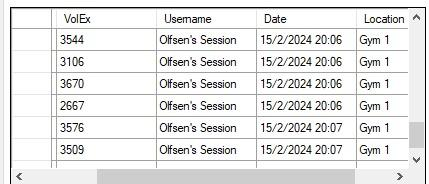 VolEx Username Date Location
3544 Olfsen's Session 15/2/2024 20:06 Gym 1
3106 Olfsen's Session 15/2/2024 20:06 Gym 1
3670 Olfsen's Session 15/2/2024 20:06 Gym 1
2667 Olfsen's Session 15/2/2024 20:06 Gym 1
3576 Olfsen's Session 15/2/2024 20:07 Gym 1
3509 Olfsen's Session 15/2/2024 20:07 Gym 1